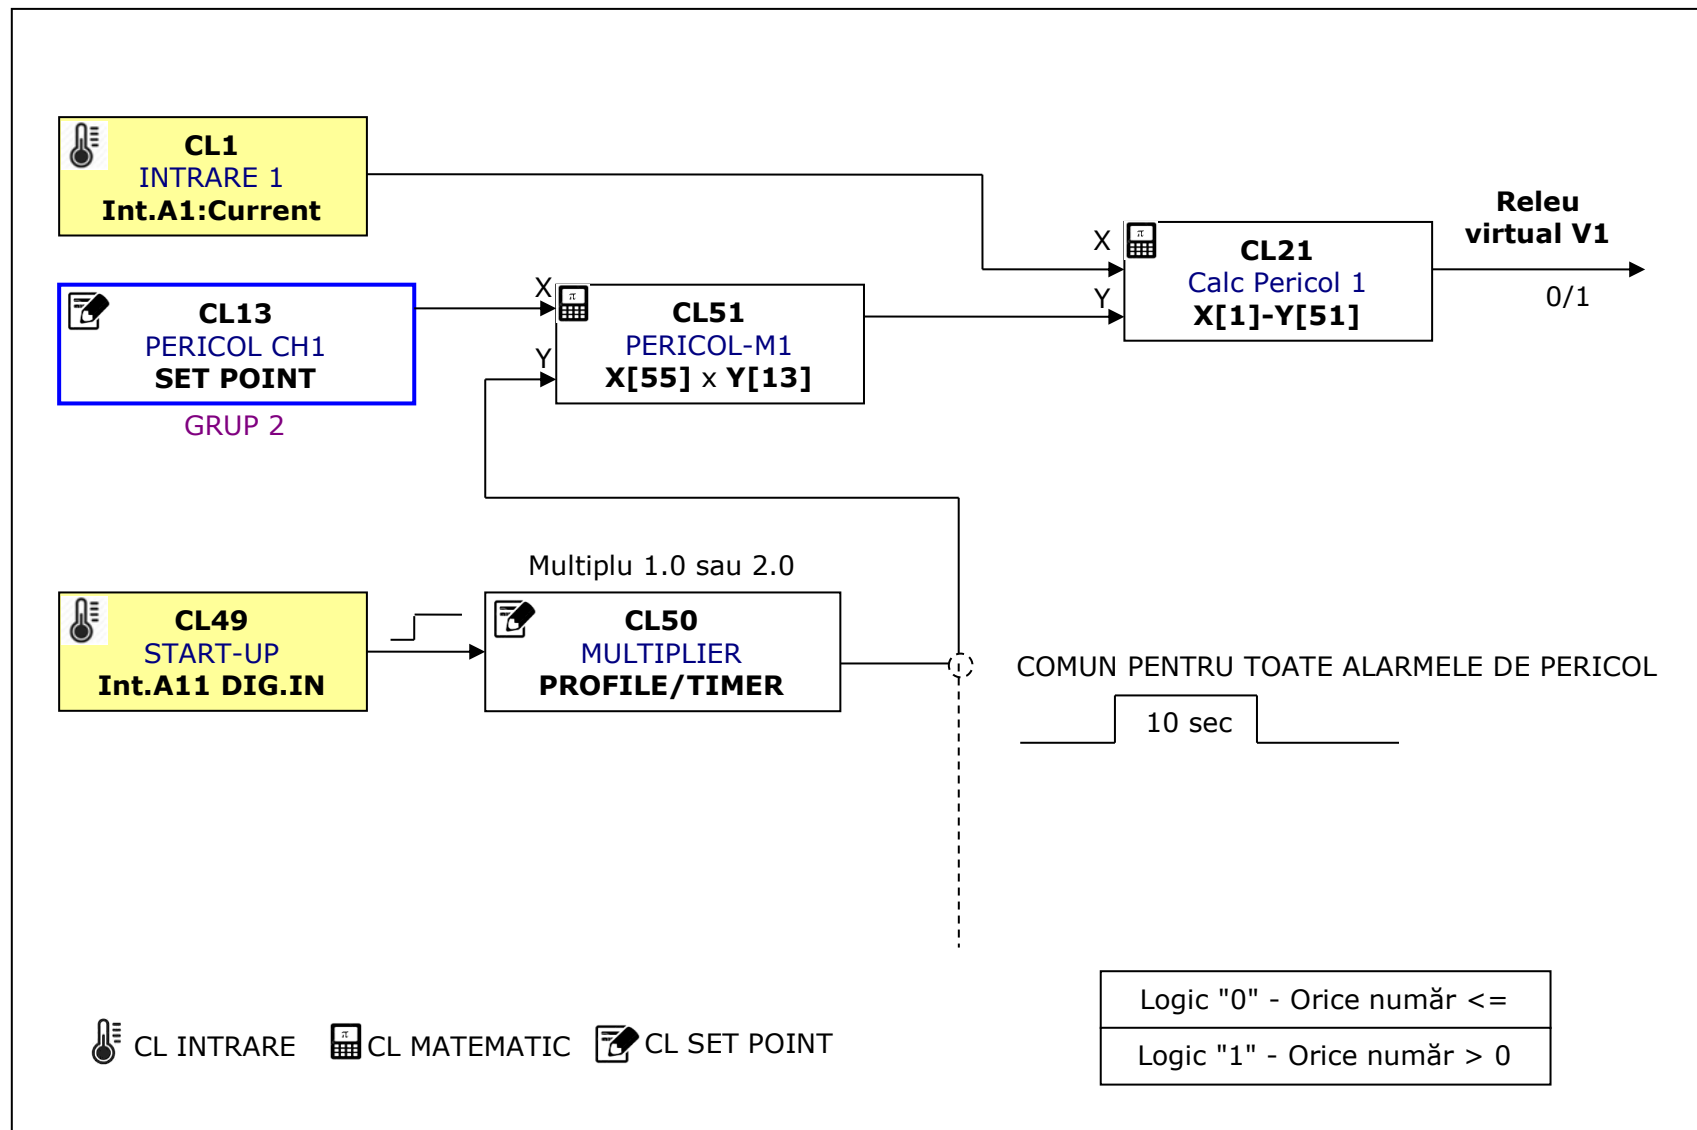 CL1
INTRARE 1
Int.A1:Current
CL13
PERICOL CH1
SET POINT
GRUP 2
X
Y
π
CL51
PERICOL-M1
X[55] x Y[13]
X
Y
π
CL21
Calc Pericol 1
X[1]-Y[51]
Releu
virtual V1
0/1
CL49
START-UP
Int.A11 DIG.IN
Multiplu 1.0 sau 2.0
CL50
MULTIPLIER
PROFILE/TIMER
COMUN PENTRU TOATE ALARMELE DE PERICOL
10 sec
CL INTRARE
π
CL MATEMATIC
CL SET POINT
Logic "0" - Orice număr <=
Logic "1" - Orice număr > 0